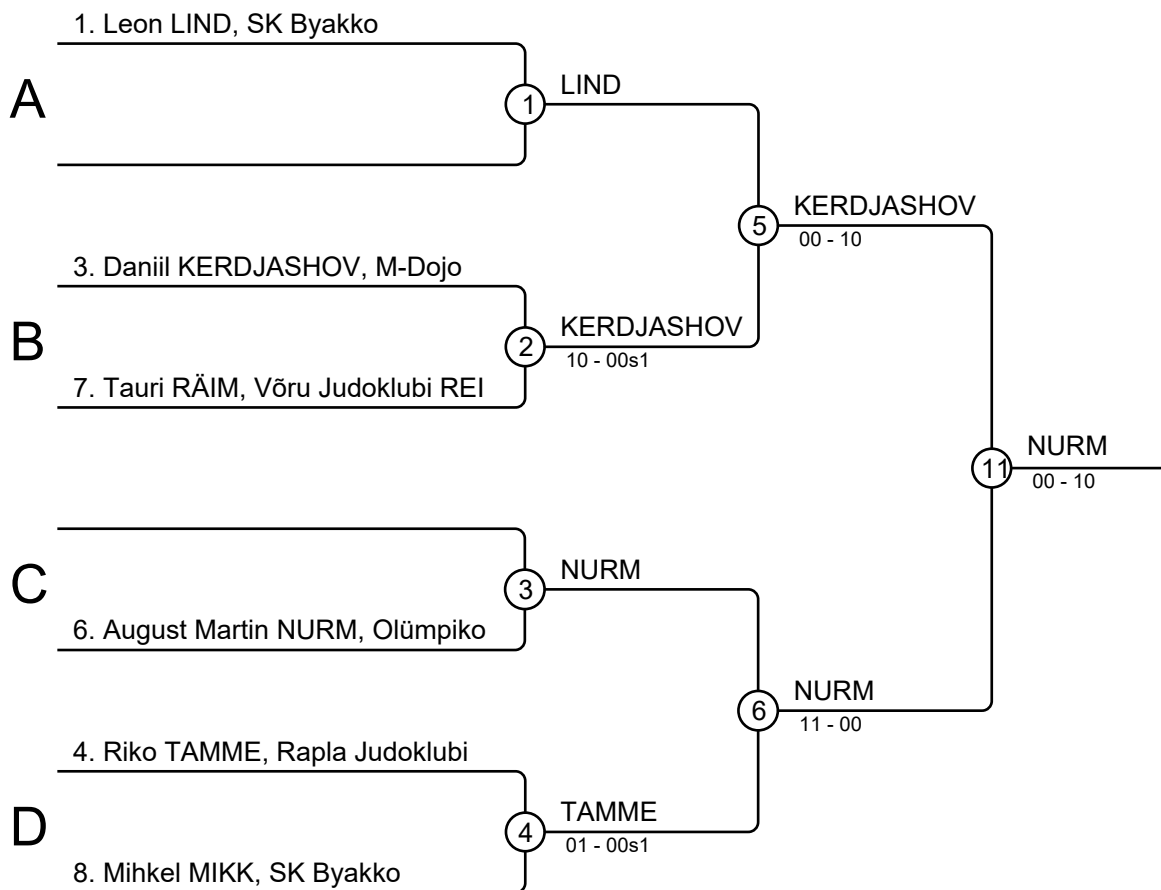 1. Leon LIND, SK Byakko
A
1
LIND
5
KERDJASHOV
00 - 10
3. Daniil KERDJASHOV, M-Dojo
B
2
KERDJASHOV
10 - 00s1
7. Tauri RÄIM, Võru Judoklubi REI
11
NURM
00 - 10
C
3
NURM
6. August Martin NURM, Olümpiko
6
NURM
11 - 00
4. Riko TAMME, Rapla Judoklubi
D
4
TAMME
01 - 00s1
8. Mihkel MIKK, SK Byakko